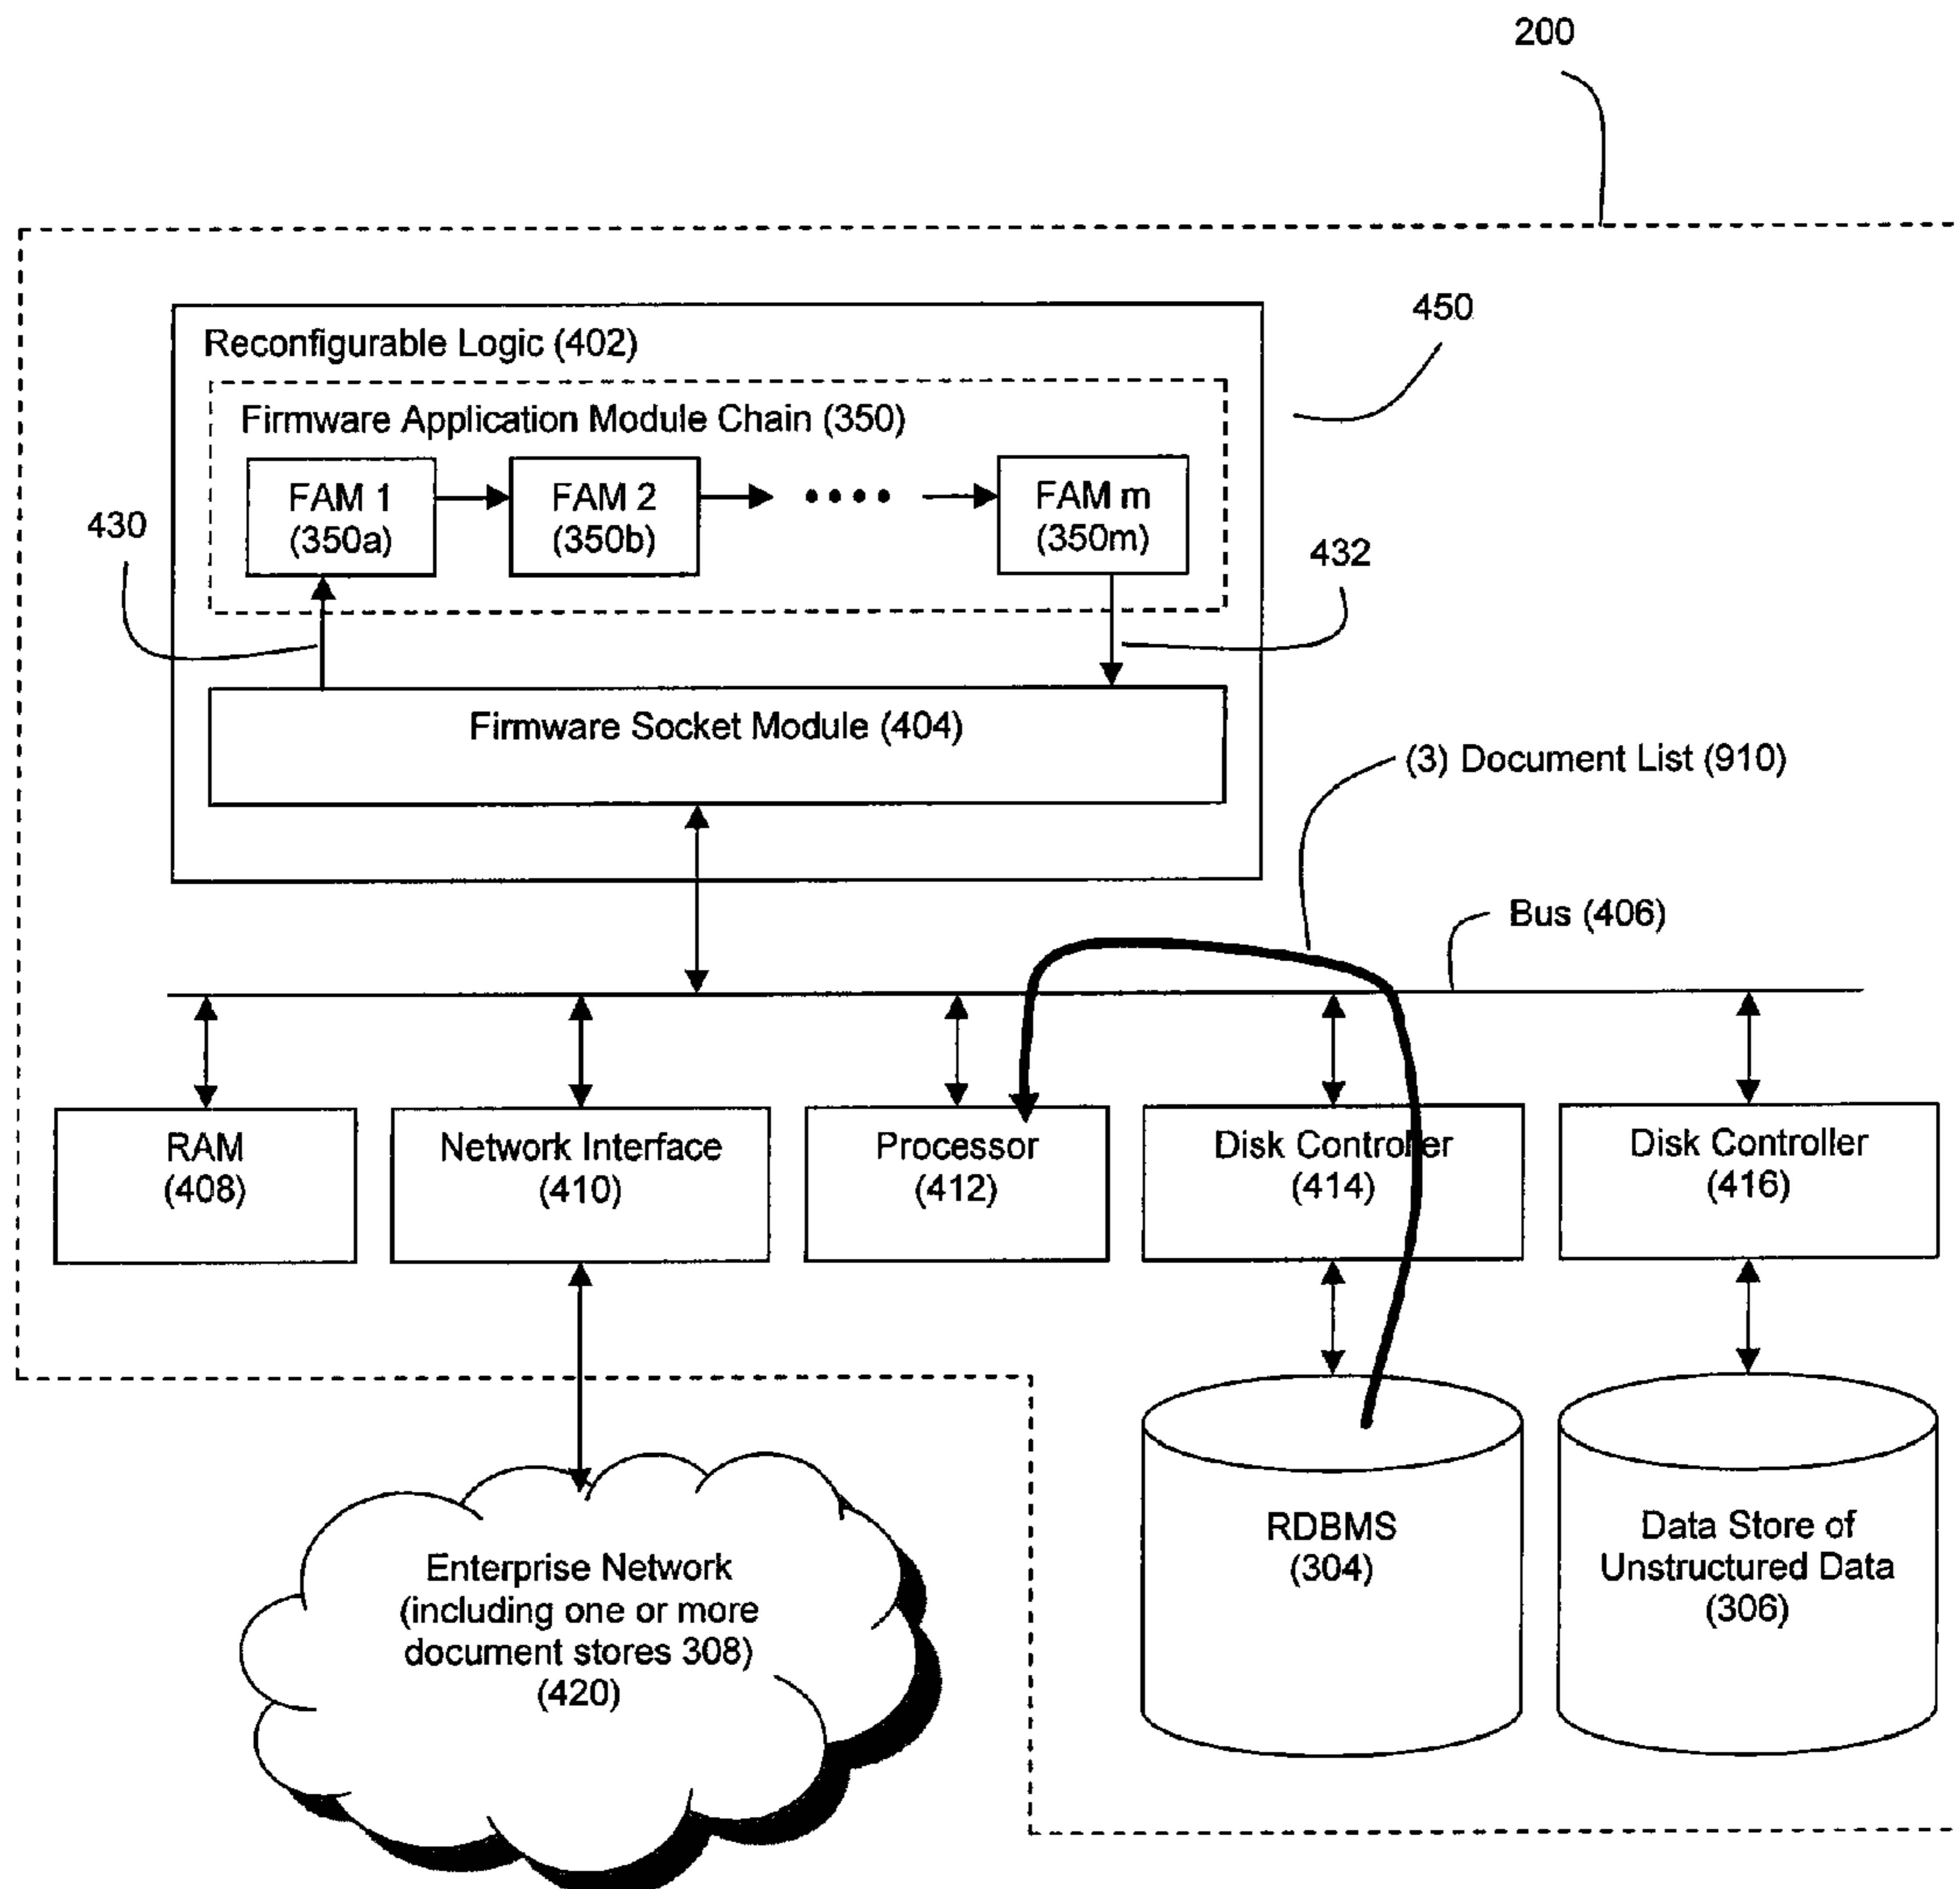 200
450
Reconfigurable Logic (402)
Firmware Application Module Chain (350)
FAM 1
(350a)
FAM 2
(350b)
FAM m
(350m)
430
432
Firmware Socket Module (404)
(3) Document List (910)
Bus (406)
RAM
(408)
Network Interface
(410)
Processor
(412)
Disk Controller
(414)
Disk Controller
(416)
Enterprise Network
(including one or more
document stores 308)
(420)
RDBMS
(304)
Data Store of
Unstructured Data
(306)